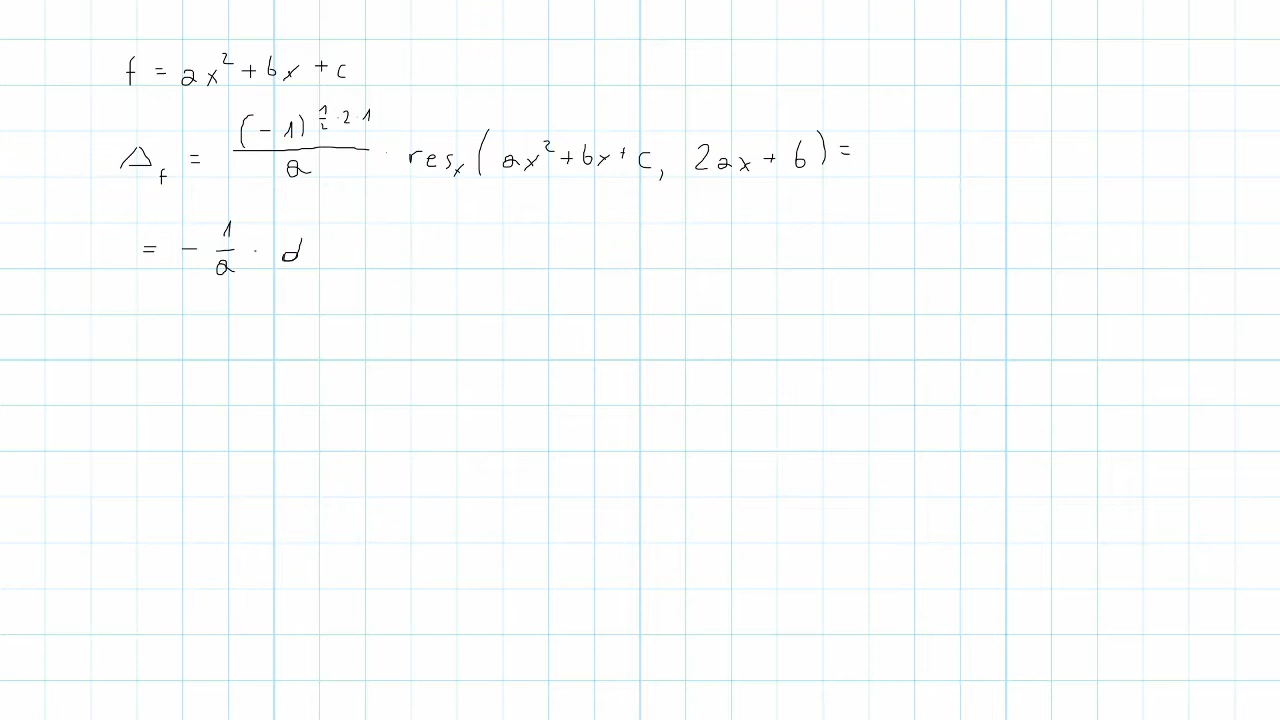 f = ax² + bx + c
Δ_f = (-1)^(1/2 · 2 · 1) / a · res_x(ax² + bx + c, 2ax + b) =
= - 1/a · d